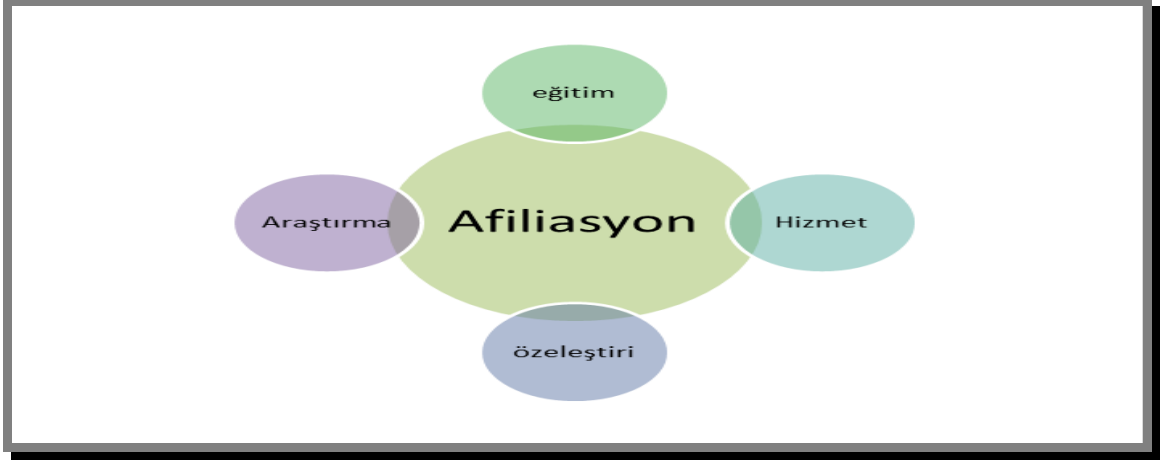 eğitim
Araştırma
Afiliasyon
Hizmet
özeleştiri